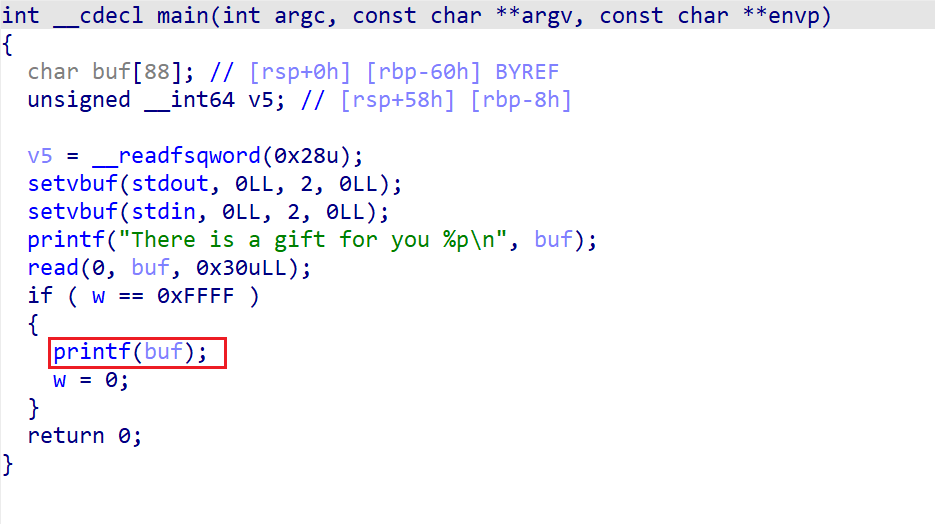 int __cdecl main(int argc, const char **argv, const char **envp)
{
  char buf[88]; // [rsp+0h] [rbp-60h] BYREF
  unsigned __int64 v5; // [rsp+58h] [rbp-8h]

  v5 = __readfsqword(0x28u);
  setvbuf(stdout, 0LL, 2, 0LL);
  setvbuf(stdin, 0LL, 2, 0LL);
  printf("There is a gift for you %p\n", buf);
  read(0, buf, 0x30uLL);
  if ( w == 0xFFFF )
  {
    printf(buf);
    w = 0;
  }
  return 0;
}